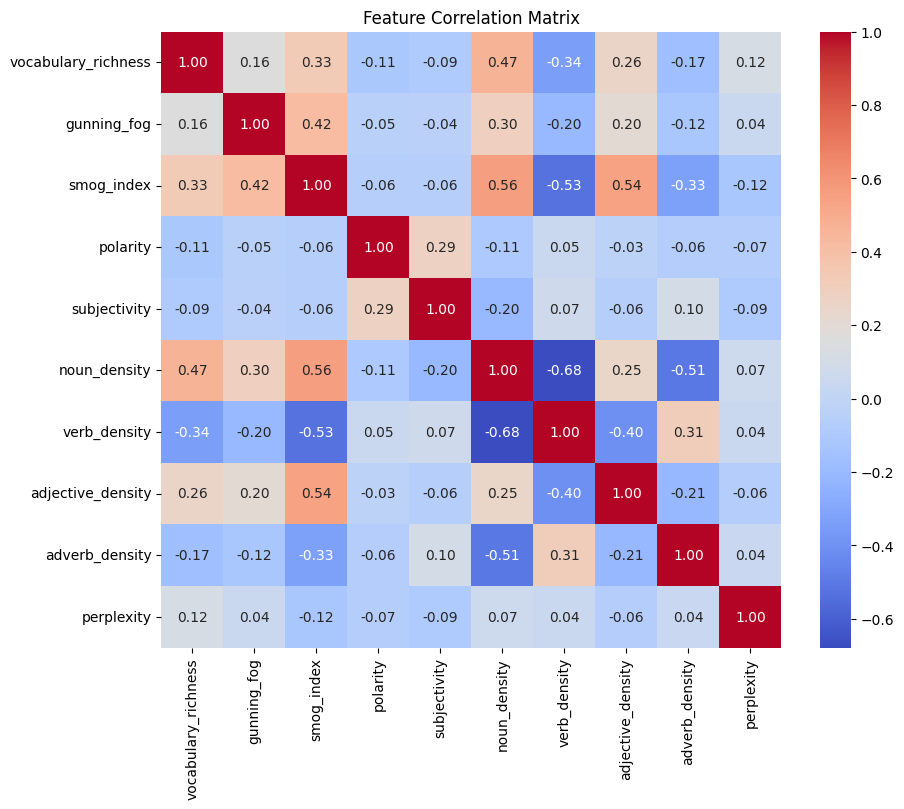 Feature Correlation Matrix
vocabulary_richness 1.00 0.16 0.33 -0.11 -0.09 0.47 -0.34 0.26 -0.17 0.12
gunning_fog 0.16 1.00 0.42 -0.05 -0.04 0.30 -0.20 0.20 -0.12 0.04
smog_index 0.33 0.42 1.00 -0.06 -0.06 0.56 -0.53 0.54 -0.33 -0.12
polarity -0.11 -0.05 -0.06 1.00 0.29 -0.11 0.05 -0.03 -0.06 -0.07
subjectivity -0.09 -0.04 -0.06 0.29 1.00 -0.20 0.07 -0.06 0.10 -0.09
noun_density 0.47 0.30 0.56 -0.11 -0.20 1.00 -0.68 0.25 -0.51 0.07
verb_density -0.34 -0.20 -0.53 0.05 0.07 -0.68 1.00 -0.40 0.31 0.04
adjective_density 0.26 0.20 0.54 -0.03 -0.06 0.25 -0.40 1.00 -0.21 -0.06
adverb_density -0.17 -0.12 -0.33 -0.06 0.10 -0.51 0.31 -0.21 1.00 0.04
perplexity 0.12 0.04 -0.12 -0.07 -0.09 0.07 0.04 -0.06 0.04 1.00
vocabulary_richness
gunning_fog
smog_index
polarity
subjectivity
noun_density
verb_density
adjective_density
adverb_density
perplexity
1.0
0.8
0.6
0.4
0.2
0.0
−0.2
−0.4
−0.6